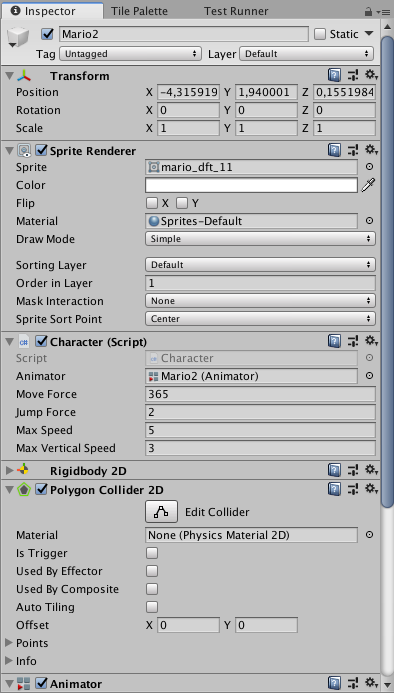 Inspector Tile Palette Test Runner
Mario2 Static
Tag Untagged Layer Default
Transform
Position X -4,315919 Y 1,940001 Z 0,1551984
Rotation X 0 Y 0 Z 0
Scale X 1 Y 1 Z 1
Sprite Renderer
Sprite mario_dft_11
Color
Flip X Y
Material Sprites-Default
Draw Mode Simple
Sorting Layer Default
Order in Layer 1
Mask Interaction None
Sprite Sort Point Center
Character (Script)
Script Character
Animator Mario2 (Animator)
Move Force 365
Jump Force 2
Max Speed 5
Max Vertical Speed 3
Rigidbody 2D
Polygon Collider 2D
Edit Collider
Material None (Physics Material 2D)
Is Trigger
Used By Effector
Used By Composite
Auto Tiling
Offset X 0 Y 0
Points
Info
Animator